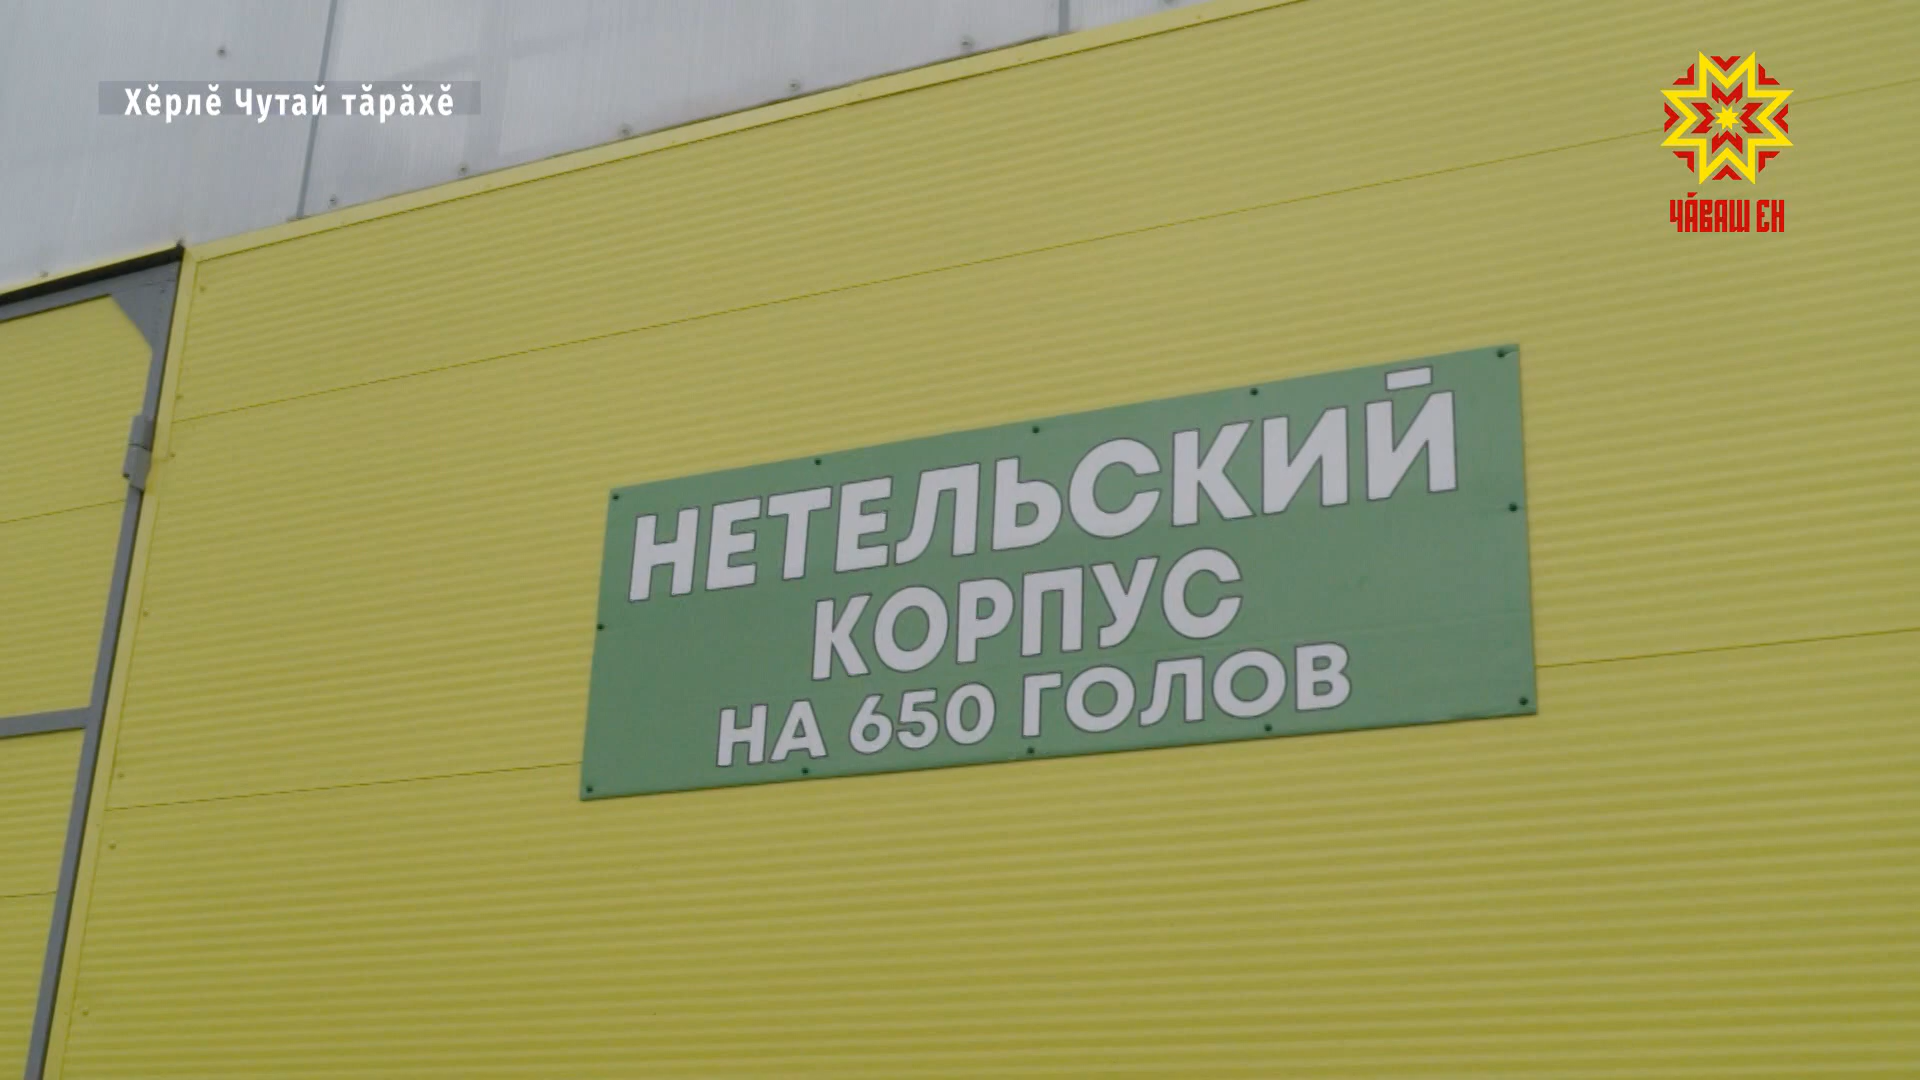 Хӗрлӗ Чутай тӑрӑхӗ
ЧӐВАШ ЕН
НЕТЕЛЬСКИЙ
КОРПУС
НА 650 ГОЛОВ